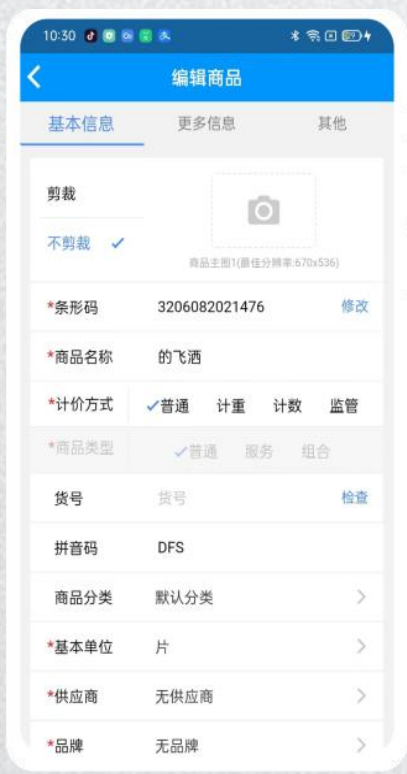 10:30
编辑商品
基本信息 更多信息 其他
剪裁
不剪裁
商品主图1(最佳分辨率:670x536)
*条形码 3206082021476 修改
*商品名称 的飞洒
*计价方式 普通 计重 计数 监管
*商品类型 普通 服务 组合
货号 货号 检查
拼音码 DFS
商品分类 默认分类
*基本单位 片
*供应商 无供应商
*品牌 无品牌